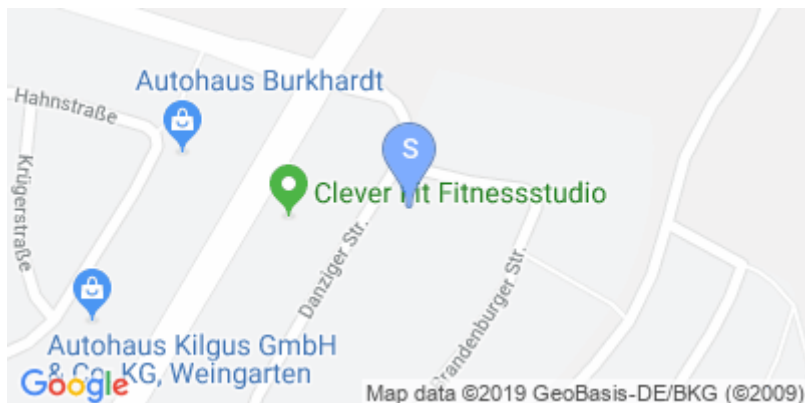 Autohaus Burkhardt
Hahnstraße
S
Krügerstraße
Clever Fit Fitnessstudio
Danziger Str.
Brandenburger Str.
Autohaus Kilgus GmbH
& Co. KG, Weingarten
Google
Map data ©2019 GeoBasis-DE/BKG (©2009)